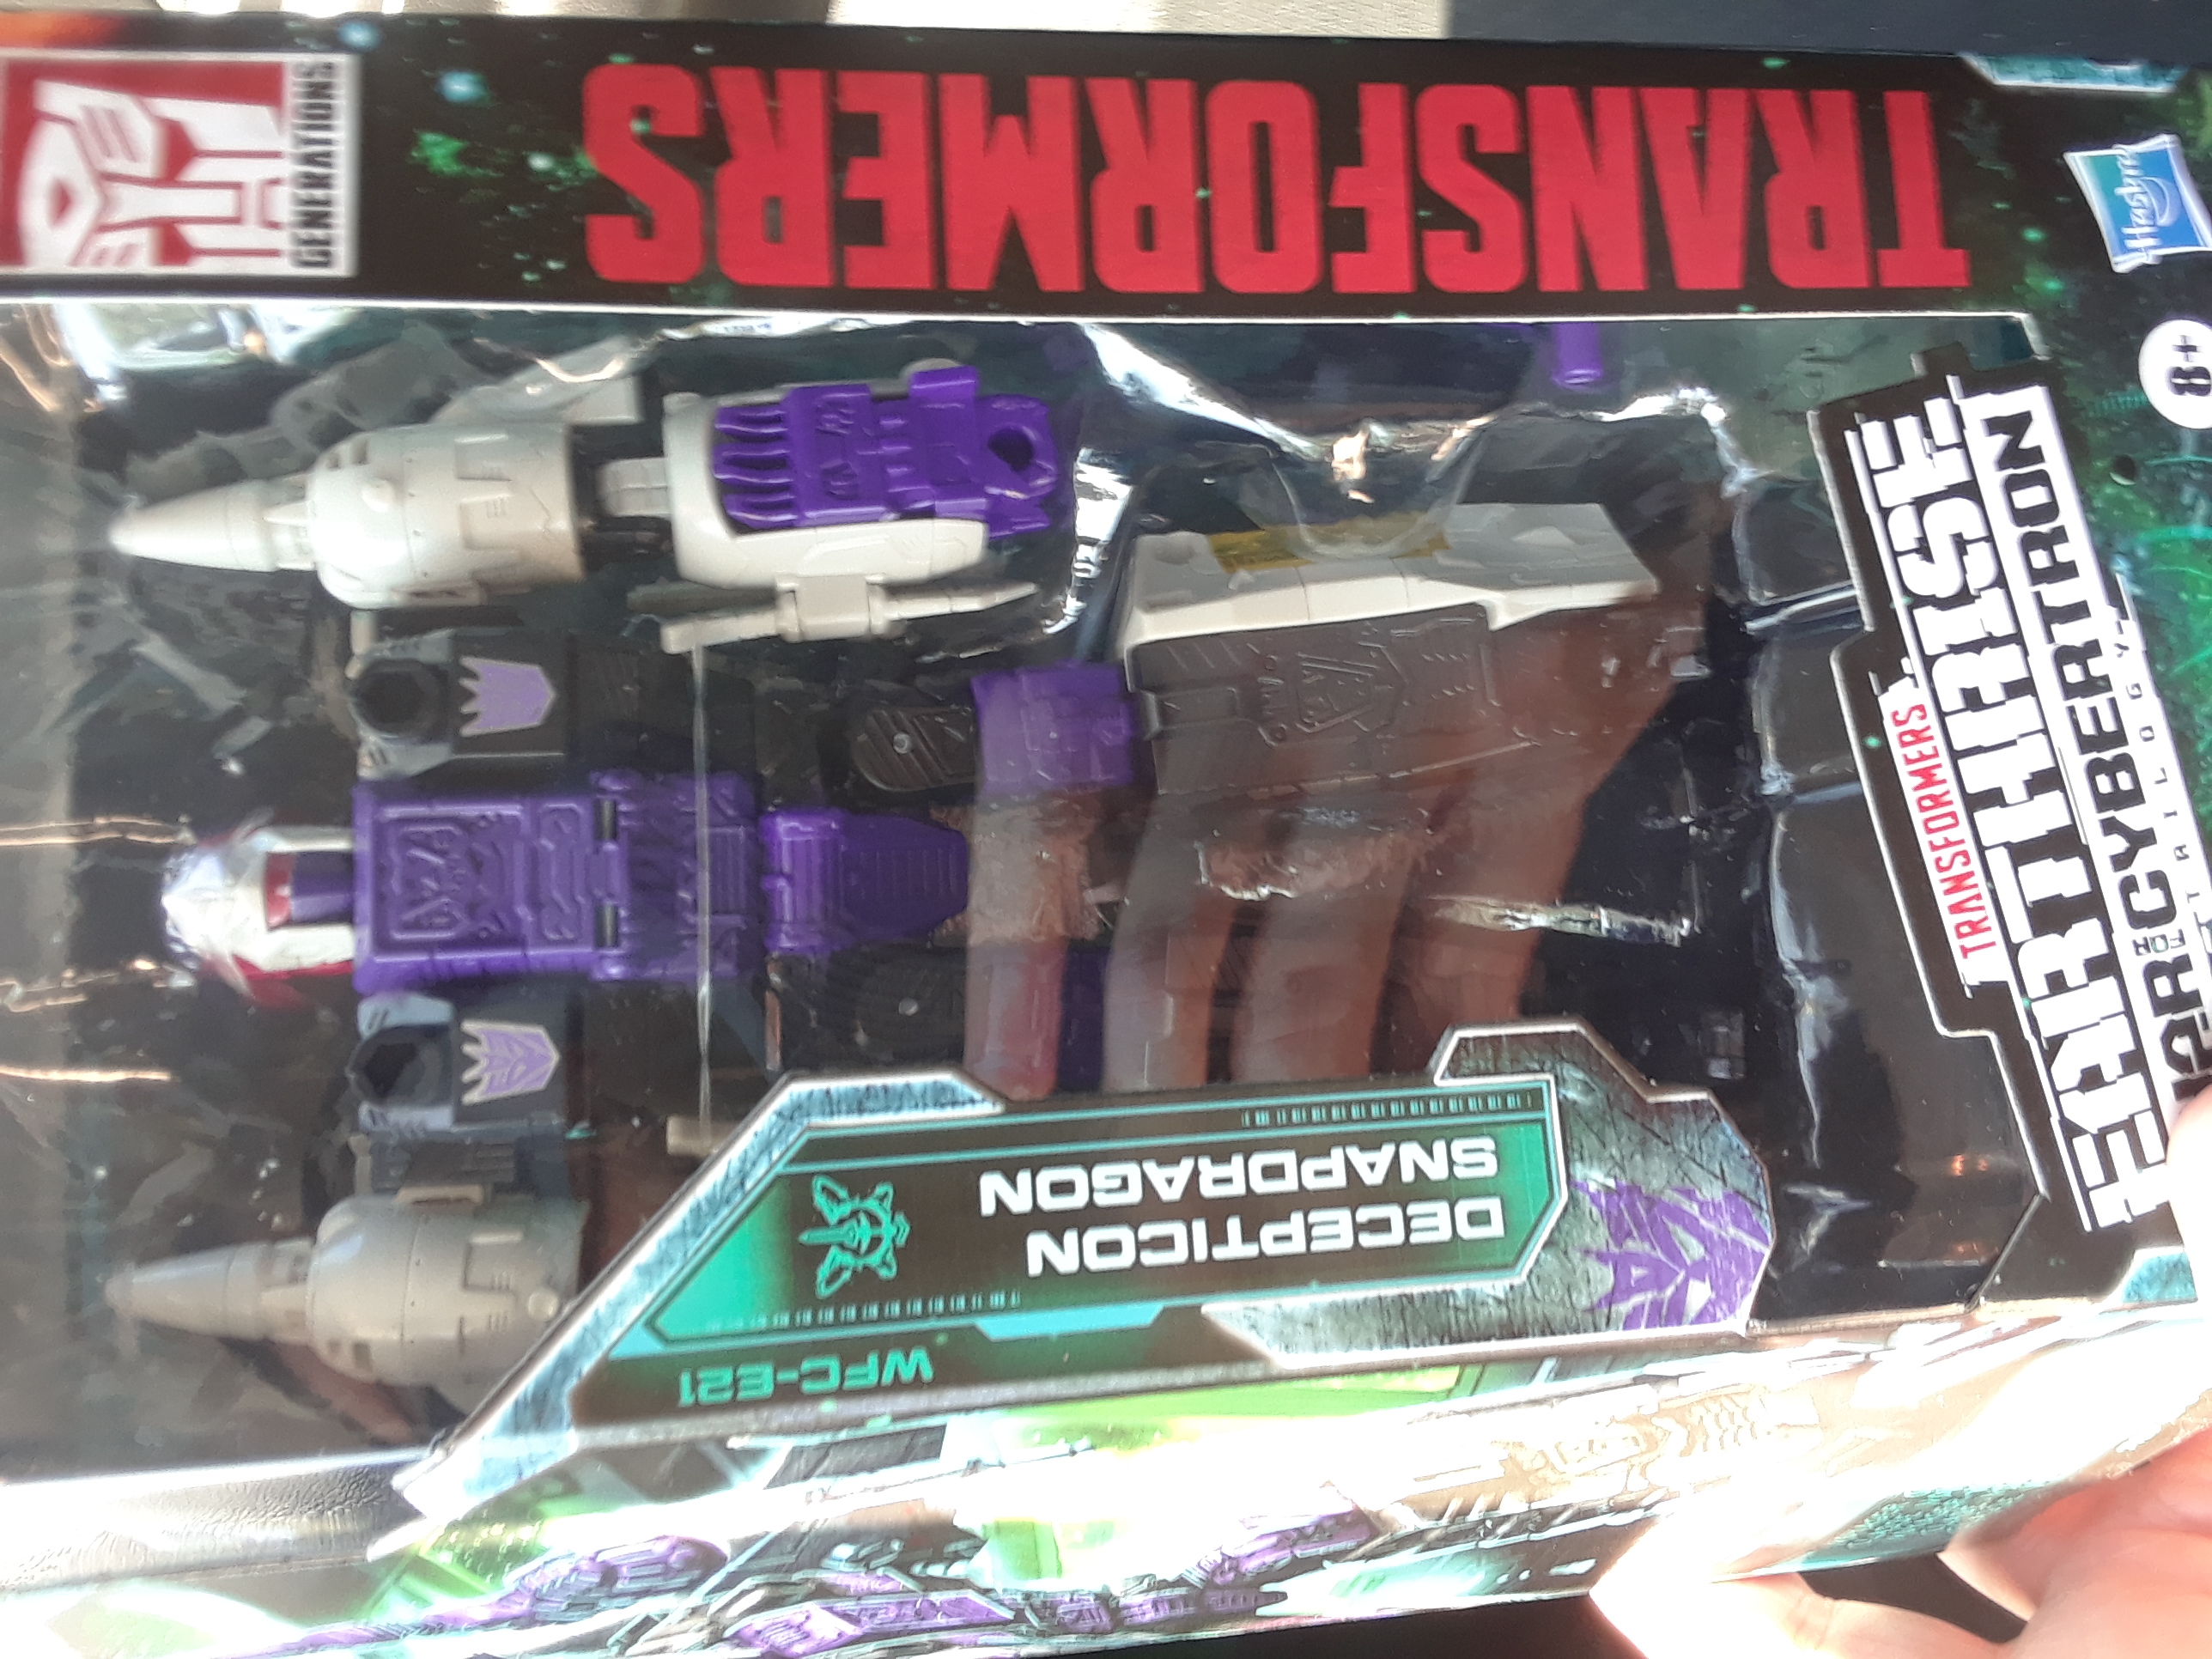 GENERATIONS
TRANSFORMERS
Hasbro
8+
TRANSFORMERS
EARTHRISE
WAR FOR CYBERTRON
TRILOGY
DECEPTICON
SNAPDRAGON
WFC-E21